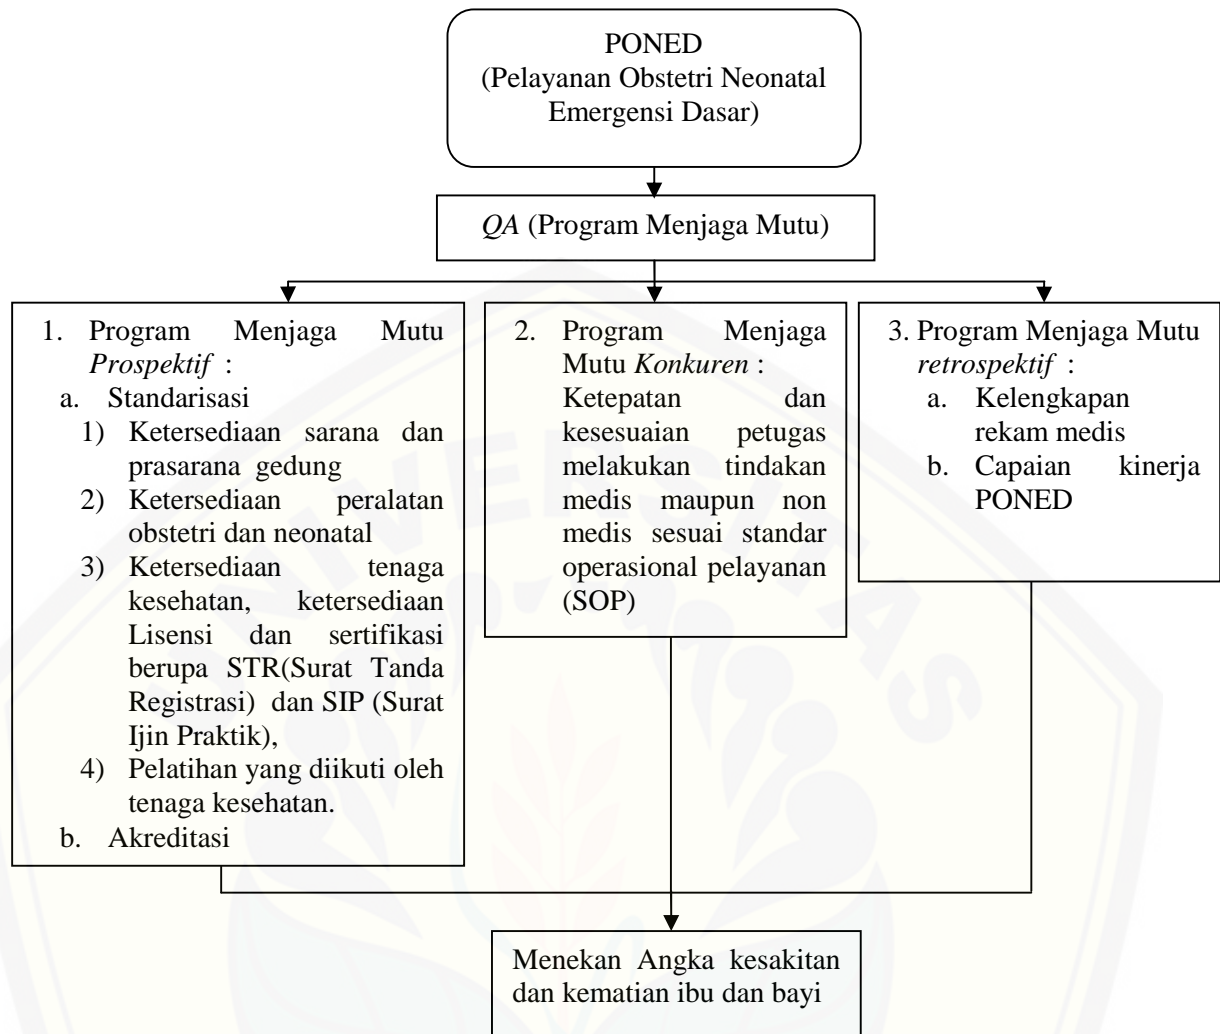 PONED
(Pelayanan Obstetri Neonatal
Emergensi Dasar)
QA (Program Menjaga Mutu)
1. Program Menjaga Mutu
Prospektif :
a. Standarisasi
1) Ketersediaan sarana dan
prasarana gedung
2) Ketersediaan peralatan
obstetri dan neonatal
3) Ketersediaan tenaga
kesehatan, ketersediaan
Lisensi dan sertifikasi
berupa STR(Surat Tanda
Registrasi) dan SIP (Surat
Ijin Praktik),
4) Pelatihan yang diikuti oleh
tenaga kesehatan.
b. Akreditasi
2. Program Menjaga
Mutu Konkuren :
Ketepatan dan
kesesuaian petugas
melakukan tindakan
medis maupun non
medis sesuai standar
operasional pelayanan
(SOP)
3. Program Menjaga Mutu
retrospektif :
a. Kelengkapan
rekam medis
b. Capaian kinerja
PONED
Menekan Angka kesakitan
dan kematian ibu dan bayi
UNIVERSITAS